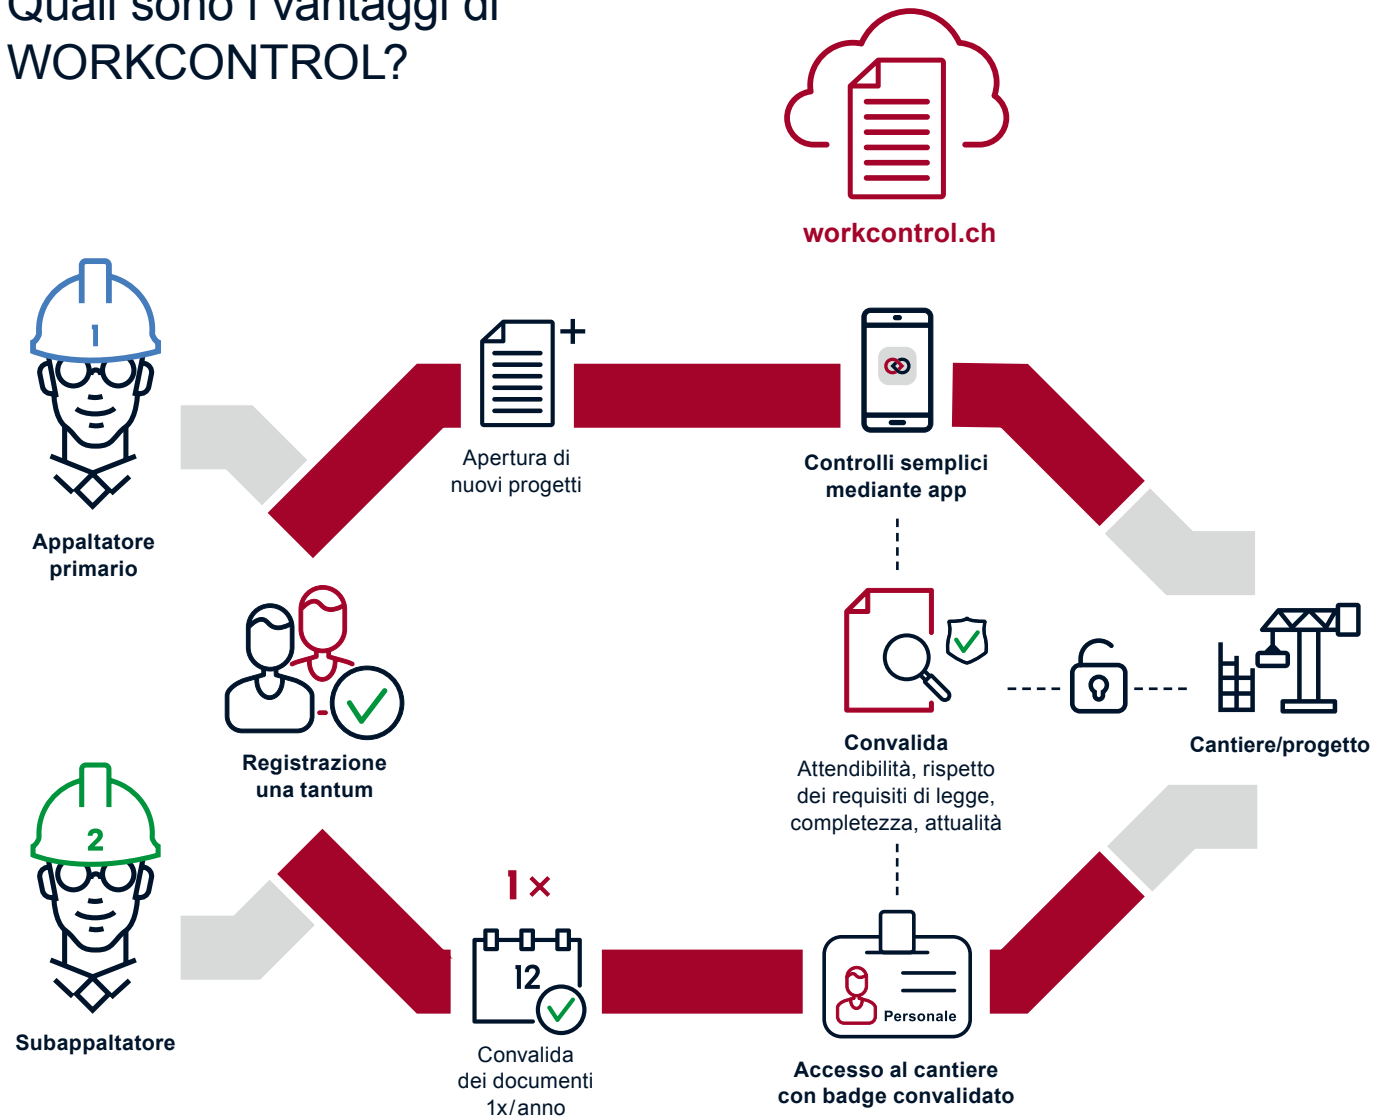 Quali sono i vantaggi di
WORKCONTROL?
workcontrol.ch
1
Appaltatore
primario
Apertura di
nuovi progetti
Controlli semplici
mediante app
Registrazione
una tantum
Convalida
Attendibilità, rispetto
dei requisiti di legge,
completezza, attualità
Cantiere/progetto
2
Subappaltatore
1 ×
12
Convalida
dei documenti
1x/anno
Personale
Accesso al cantiere
con badge convalidato